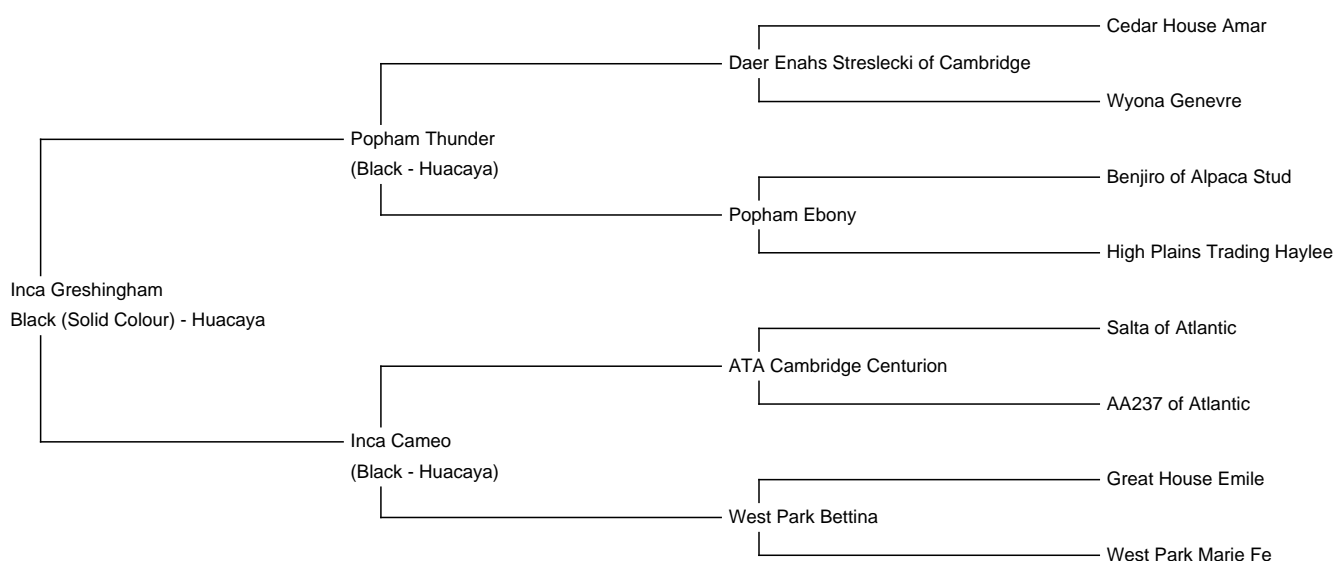 Cedar House Amar
Daer Enahs Streslecki of Cambridge
Wyona Genevre
Popham Thunder
(Black - Huacaya)
Benjiro of Alpaca Stud
Popham Ebony
High Plains Trading Haylee
Inca Greshingham
Black (Solid Colour) - Huacaya
Salta of Atlantic
ATA Cambridge Centurion
AA237 of Atlantic
Inca Cameo
(Black - Huacaya)
Great House Emile
West Park Bettina
West Park Marie Fe